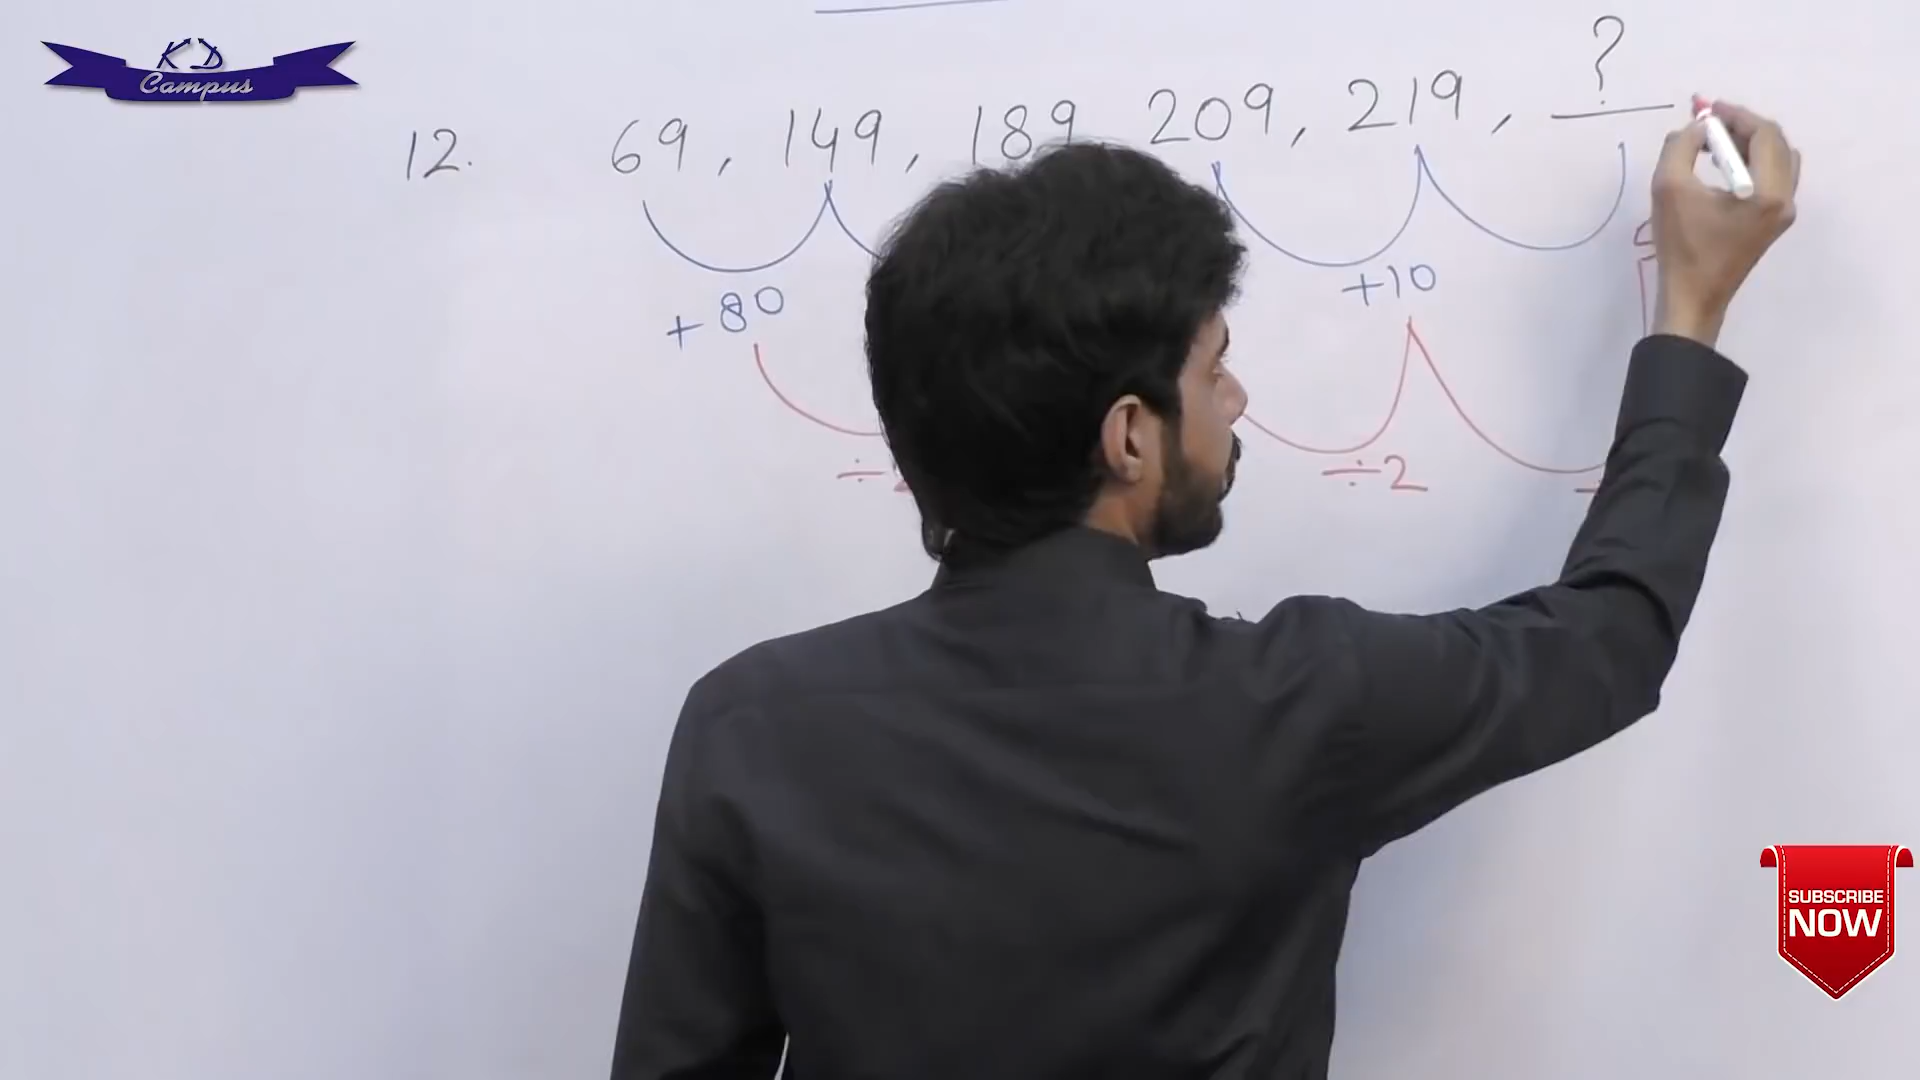 KD
Campus
12. 69, 149, 189 209, 219, ?
+80
+10
÷2
SUBSCRIBE
NOW